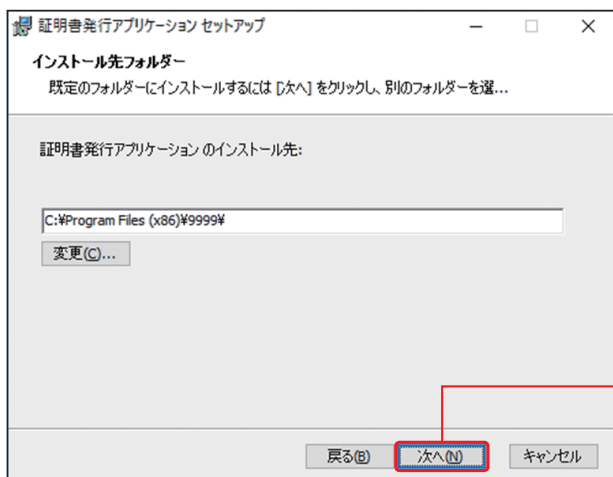 証明書発行アプリケーション セットアップ
インストール先フォルダー
既定のフォルダーにインストールするには [次へ] をクリックし、別のフォルダーを選...
証明書発行アプリケーション のインストール先:
C:¥Program Files (x86)¥9999¥
変更(C)...
戻る(B) 次へ(N) キャンセル